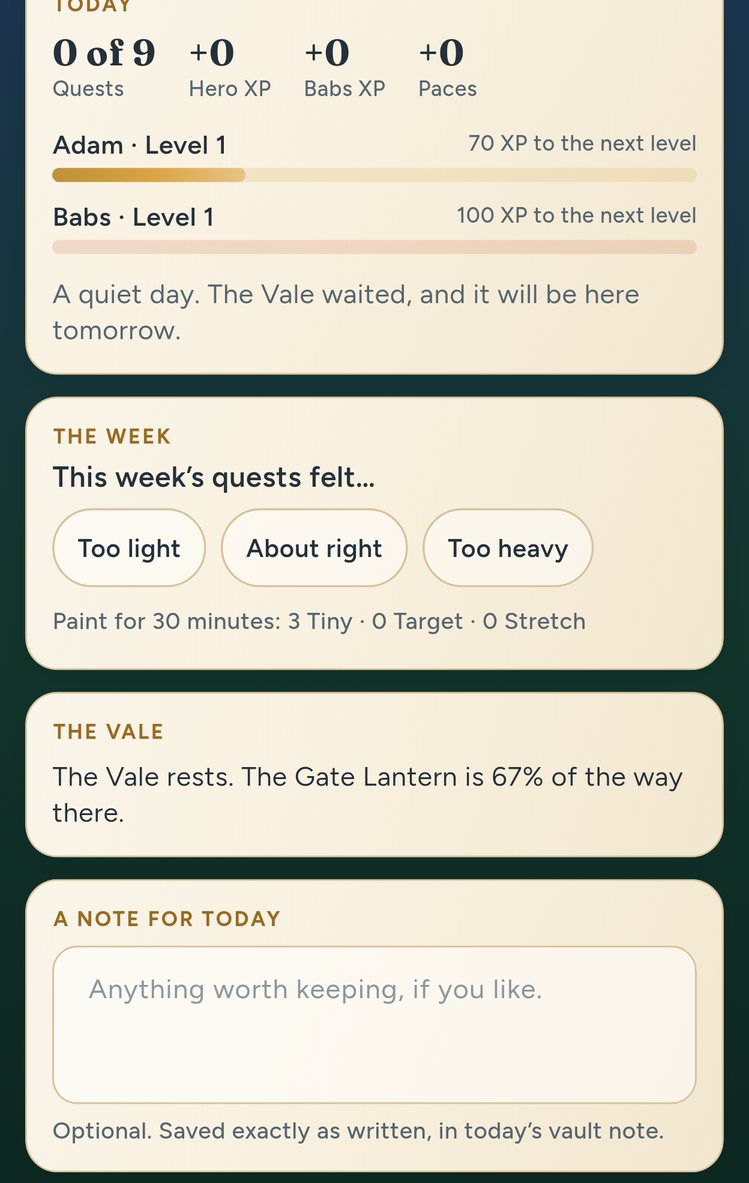 TODAY
0 of 9 +0 +0 +0
Quests Hero XP Babs XP Paces
Adam · Level 1 70 XP to the next level
Babs · Level 1 100 XP to the next level
A quiet day. The Vale waited, and it will be here
tomorrow.
THE WEEK
This week’s quests felt…
Too light About right Too heavy
Paint for 30 minutes: 3 Tiny · 0 Target · 0 Stretch
THE VALE
The Vale rests. The Gate Lantern is 67% of the way
there.
A NOTE FOR TODAY
Anything worth keeping, if you like.
Optional. Saved exactly as written, in today’s vault note.